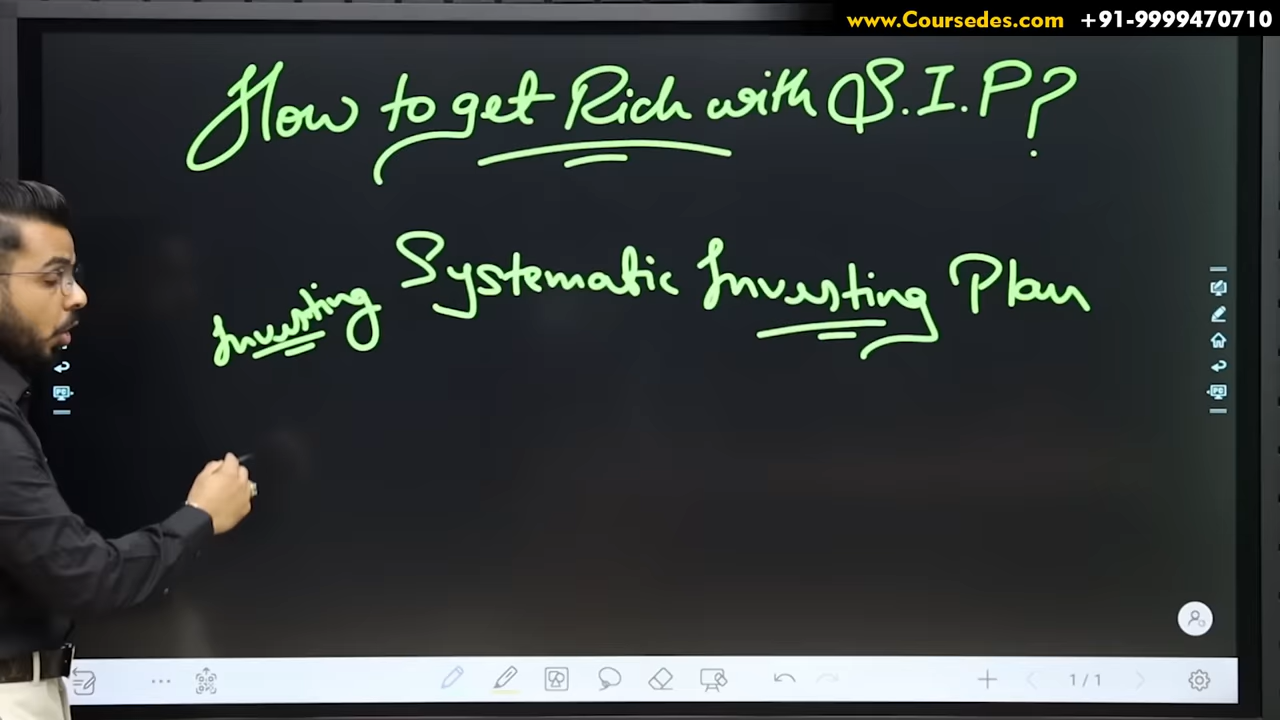 www.Coursedes.com +91-9999470710
How to get Rich with S.I.P?
Systematic Investing Plan
Investing
1/1